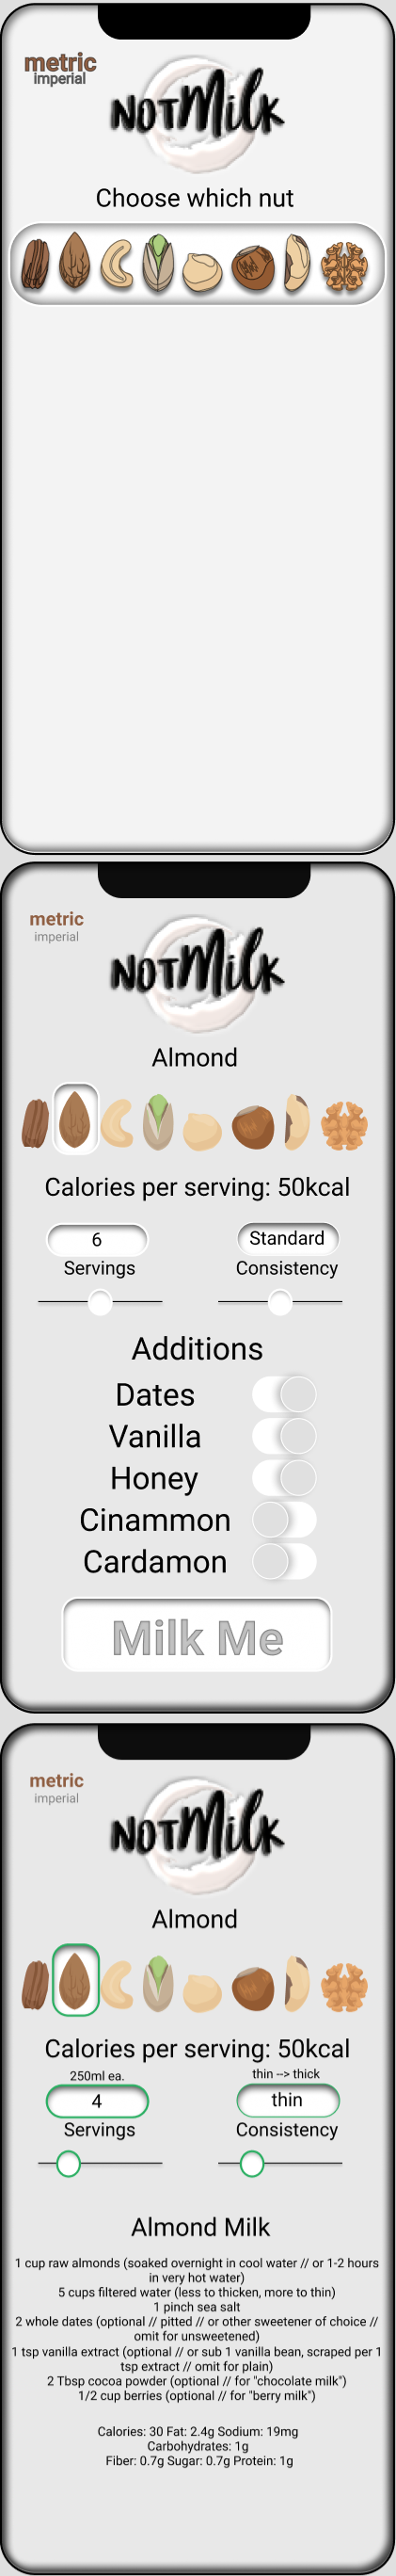 metric
imperial
NOTMilk
Choose which nut
metric
imperial
NOTMilk
Almond
Calories per serving: 50kcal
6 Standard
Servings Consistency
Additions
Dates
Vanilla
Honey
Cinammon
Cardamon
Milk Me
metric
imperial
NOTMilk
Almond
Calories per serving: 50kcal
250ml ea. thin --> thick
4 thin
Servings Consistency
Almond Milk
1 cup raw almonds (soaked overnight in cool water // or 1-2 hours
in very hot water)
5 cups filtered water (less to thicken, more to thin)
1 pinch sea salt
2 whole dates (optional // pitted // or other sweetener of choice //
omit for unsweetened)
1 tsp vanilla extract (optional // or sub 1 vanilla bean, scraped per 1
tsp extract // omit for plain)
2 Tbsp cocoa powder (optional // for "chocolate milk")
1/2 cup berries (optional // for "berry milk")
Calories: 30 Fat: 2.4g Sodium: 19mg
Carbohydrates: 1g
Fiber: 0.7g Sugar: 0.7g Protein: 1g